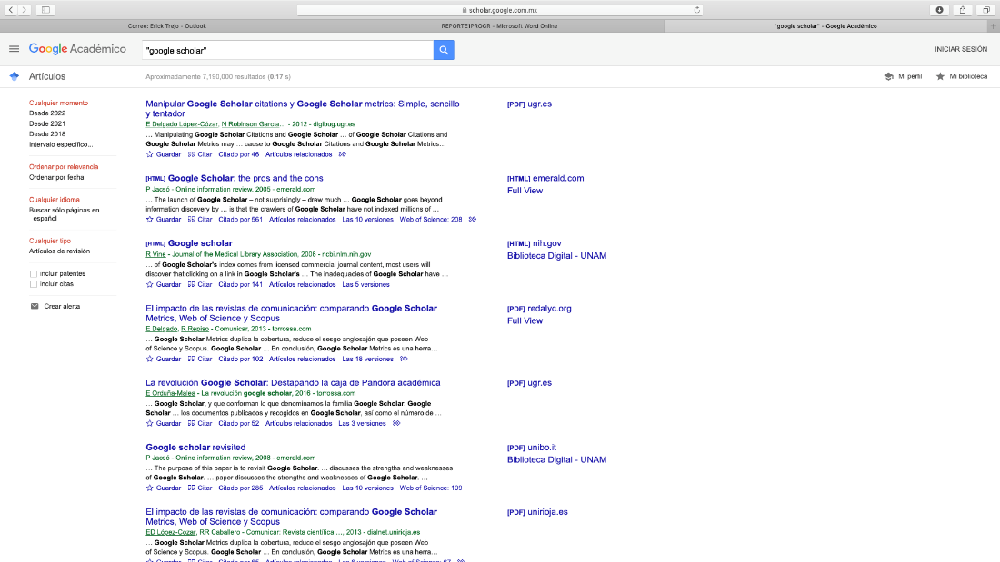 scholar.google.com.mx
Correo: Erick Trejo - Outlook
REPORTE1PROGR - Microsoft Word Online
"google scholar" - Google Académico
Google Académico
"google scholar"
INICIAR SESIÓN
Artículos
Aproximadamente 7,190,000 resultados (0.17 s)
Mi perfil
Mi biblioteca
Cualquier momento
Desde 2022
Desde 2021
Desde 2018
Intervalo específico...
Ordenar por relevancia
Ordenar por fecha
Cualquier idioma
Buscar sólo páginas en
español
Cualquier tipo
Artículos de revisión
incluir patentes
incluir citas
Crear alerta
Manipular Google Scholar citations y Google Scholar metrics: Simple, sencillo
y tentador
E Delgado López-Cózar, N Robinson García… - 2012 - digibug.ugr.es
… Manipulating Google Scholar Citations and Google Scholar … of Google Scholar Citations and
Google Scholar Metrics may … cause to Google Scholar Citations and Google Scholar Metrics…
Guardar Citar Citado por 46 Artículos relacionados
[PDF] ugr.es
[HTML] Google Scholar: the pros and the cons
P Jacsó - Online information review, 2005 - emerald.com
… The launch of Google Scholar – not surprisingly – drew much … Google Scholar goes beyond
information discovery by … is that the crawlers of Google Scholar have not indexed millions of …
Guardar Citar Citado por 561 Artículos relacionados Las 10 versiones Web of Science: 208
[HTML] emerald.com
Full View
[HTML] Google scholar
R Vine - Journal of the Medical Library Association, 2006 - ncbi.nlm.nih.gov
… of Google Scholar's index comes from licensed commercial journal content, most users will
discover that clicking on a link in Google Scholar's … The inadequacies of Google Scholar have …
Guardar Citar Citado por 141 Artículos relacionados Las 5 versiones
[HTML] nih.gov
Biblioteca Digital - UNAM
El impacto de las revistas de comunicación: comparando Google Scholar
Metrics, Web of Science y Scopus
E Delgado, R Repiso - Comunicar, 2013 - torrossa.com
… Google Scholar Metrics duplica la cobertura, reduce el sesgo anglosajón que poseen Web
of Science y Scopus. Google Scholar … En conclusión, Google Scholar Metrics es una herra…
Guardar Citar Citado por 102 Artículos relacionados Las 18 versiones
[PDF] redalyc.org
Full View
La revolución Google Scholar: Destapando la caja de Pandora académica
E Orduña-Malea - La revolución google scholar, 2016 - torrossa.com
… Google Scholar, y que conforman lo que denominamos la familia Google Scholar: Google
Scholar … los documentos publicados y recogidos en Google Scholar, así como el número de …
Guardar Citar Citado por 52 Artículos relacionados Las 3 versiones
[PDF] ugr.es
Google scholar revisited
P Jacsó - Online information review, 2008 - emerald.com
… The purpose of this paper is to revisit Google Scholar. … discusses the strengths and weaknesses
of Google Scholar. … paper discusses the strengths and weaknesses of Google Scholar. …
Guardar Citar Citado por 285 Artículos relacionados Las 10 versiones Web of Science: 109
[PDF] unibo.it
Biblioteca Digital - UNAM
El impacto de las revistas de comunicación: comparando Google Scholar
Metrics, Web of Science y Scopus
ED López-Cozar, RR Caballero - Comunicar: Revista científica …, 2013 - dialnet.unirioja.es
… Google Scholar Metrics duplica la cobertura, reduce el sesgo anglosajón que poseen Web
of Science y Scopus. Google Scholar … En conclusión, Google Scholar Metrics es una herra…
Guardar Citar Citado por 65 Artículos relacionados Las 6 versiones Web of Science: 67
[PDF] unirioja.es